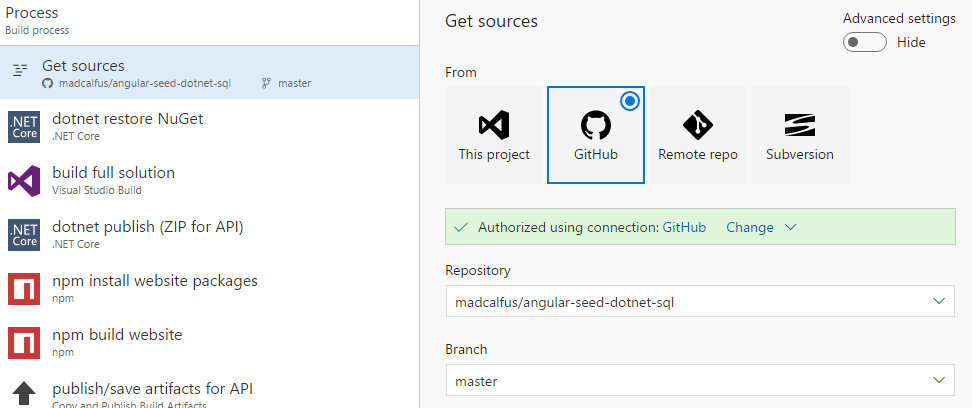 Process
Build process
Get sources
madcalfus/angular-seed-dotnet-sql
master
.NET Core
dotnet restore NuGet
.NET Core
build full solution
Visual Studio Build
.NET Core
dotnet publish (ZIP for API)
.NET Core
npm install website packages
npm
npm build website
npm
publish/save artifacts for API
Copy and Publish Build Artifacts
Get sources
Advanced settings
Hide
From
This project
GitHub
Remote repo
Subversion
Authorized using connection: GitHub Change
Repository
madcalfus/angular-seed-dotnet-sql
Branch
master